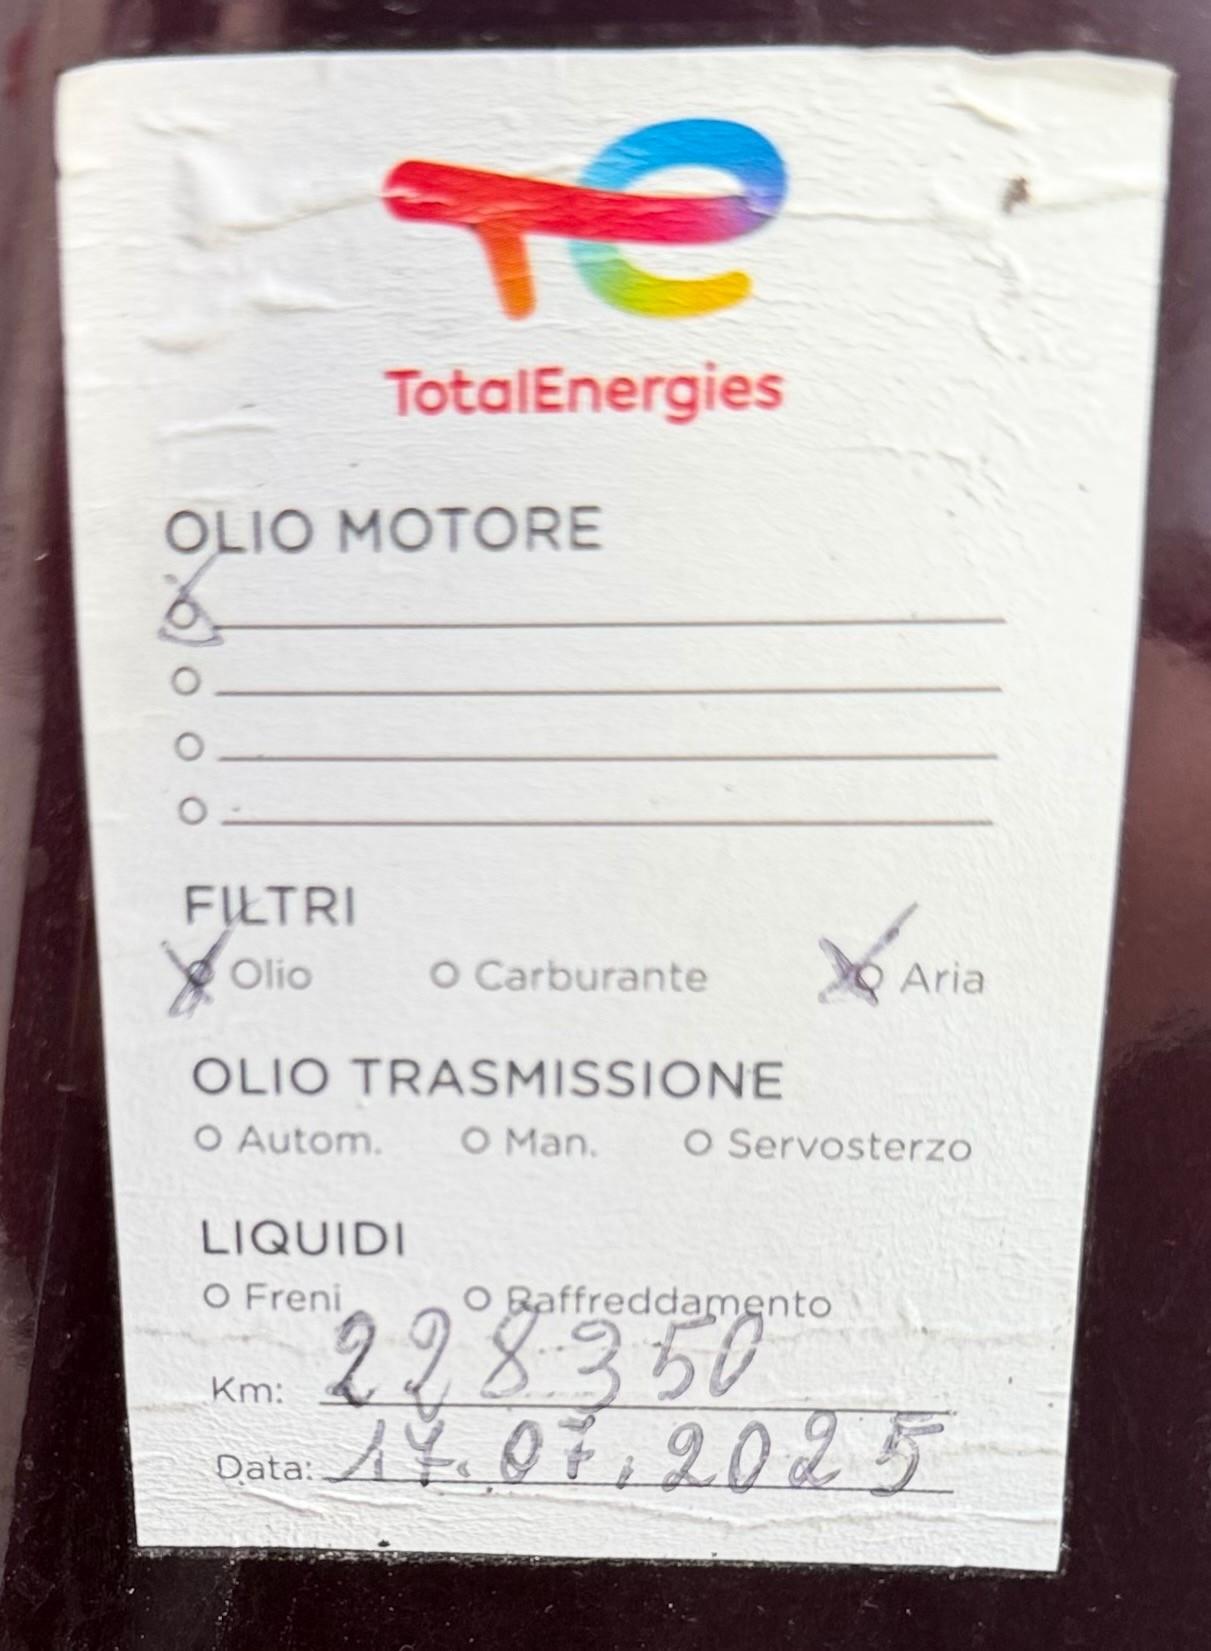 TotalEnergies
OLIO MOTORE
FILTRI
Olio Carburante Aria
OLIO TRASMISSIONE
Autom. Man. Servosterzo
LIQUIDI
Freni Raffreddamento
Km: 228350
Data: 17.07.2025